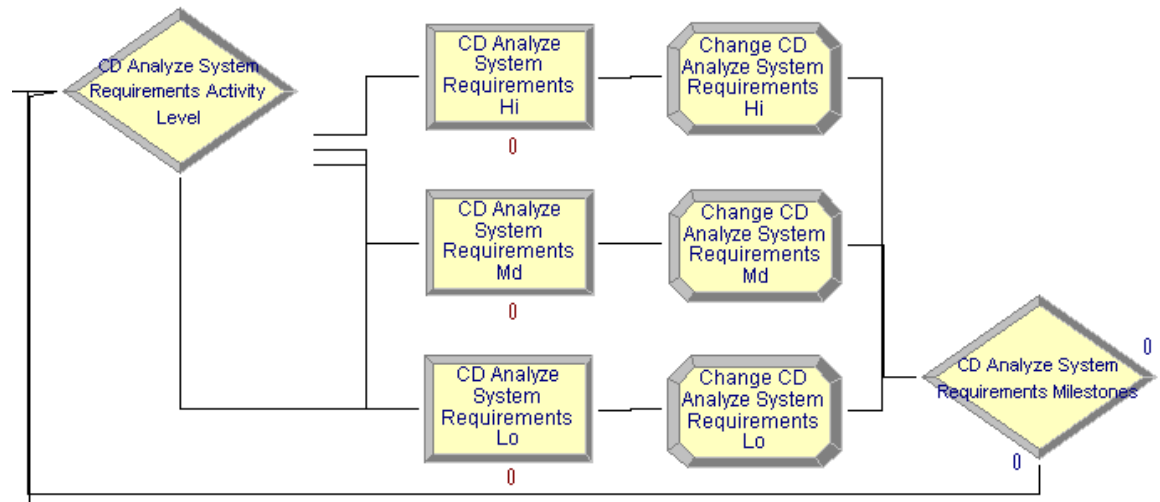 CD Analyze System
Requirements Activity
Level
CD Analyze
System
Requirements
Hi
0
Change CD
Analyze System
Requirements
Hi
CD Analyze
System
Requirements
Md
0
Change CD
Analyze System
Requirements
Md
CD Analyze
System
Requirements
Lo
0
Change CD
Analyze System
Requirements
Lo
0
CD Analyze System
Requirements Milestones
0